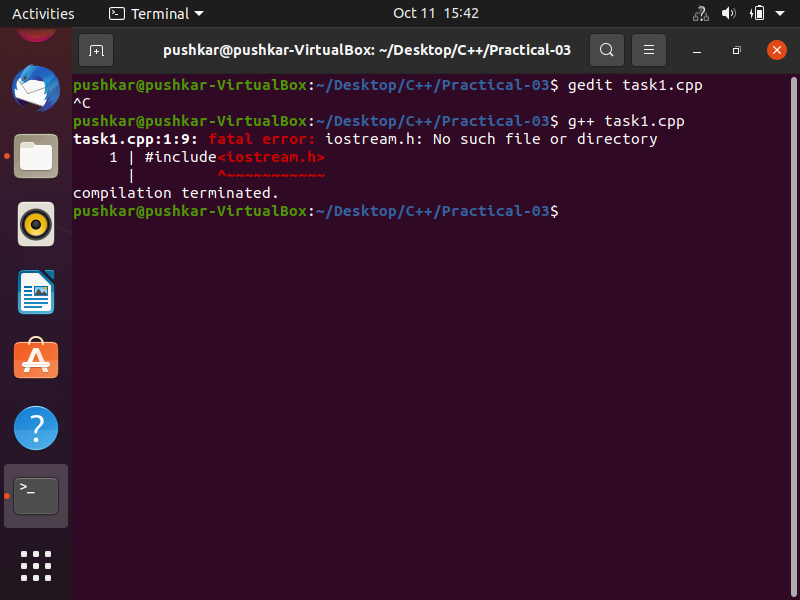 Activities
Terminal
Oct 11 15:42
pushkar@pushkar-VirtualBox: ~/Desktop/C++/Practical-03
pushkar@pushkar-VirtualBox:~/Desktop/C++/Practical-03$ gedit task1.cpp
^C
pushkar@pushkar-VirtualBox:~/Desktop/C++/Practical-03$ g++ task1.cpp
task1.cpp:1:9: fatal error: iostream.h: No such file or directory
    1 | #include<iostream.h>
      |         ^~~~~~~~~~~~
compilation terminated.
pushkar@pushkar-VirtualBox:~/Desktop/C++/Practical-03$